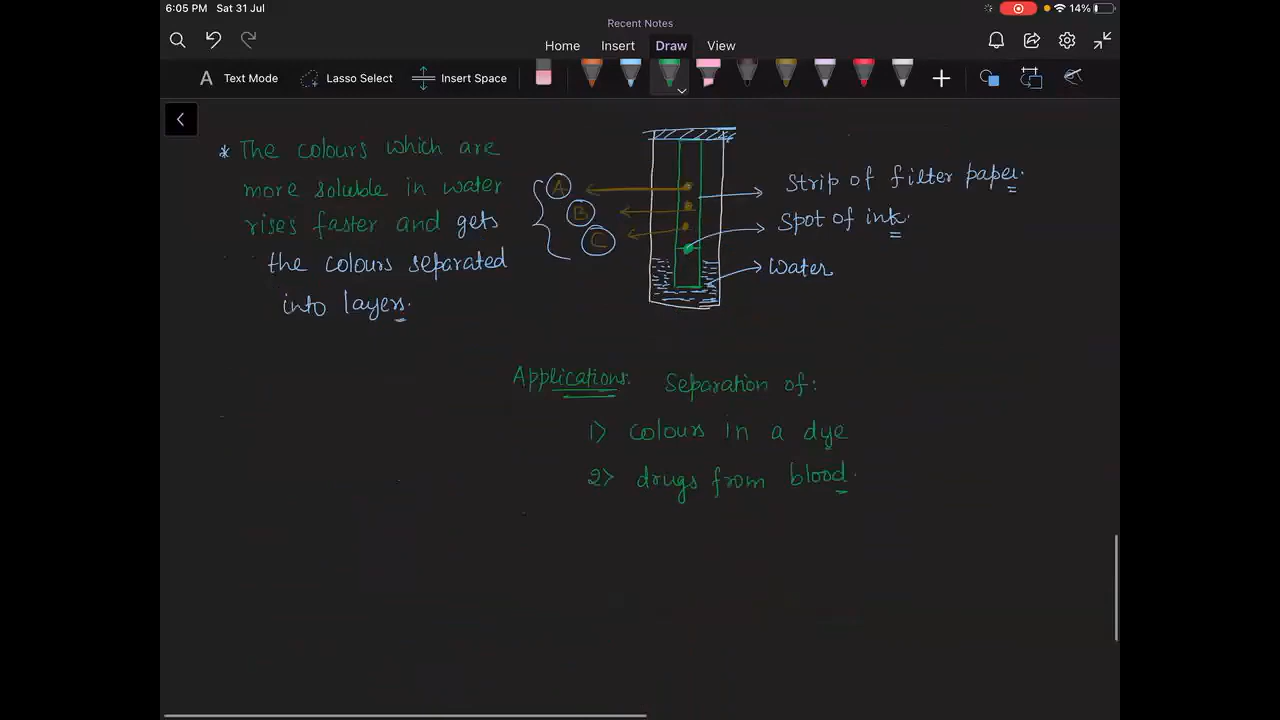 6:05 PM Sat 31 Jul
14%
Recent Notes
Home Insert Draw View
A Text Mode Lasso Select Insert Space
* The colours which are
more soluble in water
rises faster and gets
the colours separated
into layers.
A
B
C
Strip of filter paper.
Spot of ink.
Water
Applications: Separation of:
1) colours in a dye
2) drugs from blood.